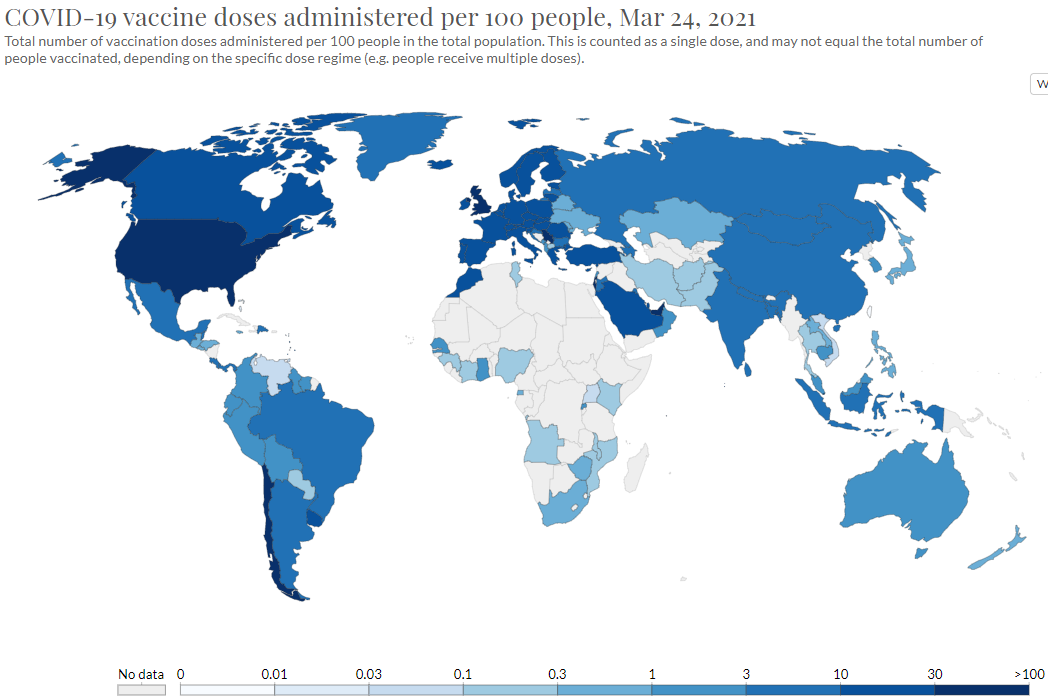 COVID-19 vaccine doses administered per 100 people, Mar 24, 2021
Total number of vaccination doses administered per 100 people in the total population. This is counted as a single dose, and may not equal the total number of
people vaccinated, depending on the specific dose regime (e.g. people receive multiple doses).
W
No data 0 0.01 0.03 0.1 0.3 1 3 10 30 >100